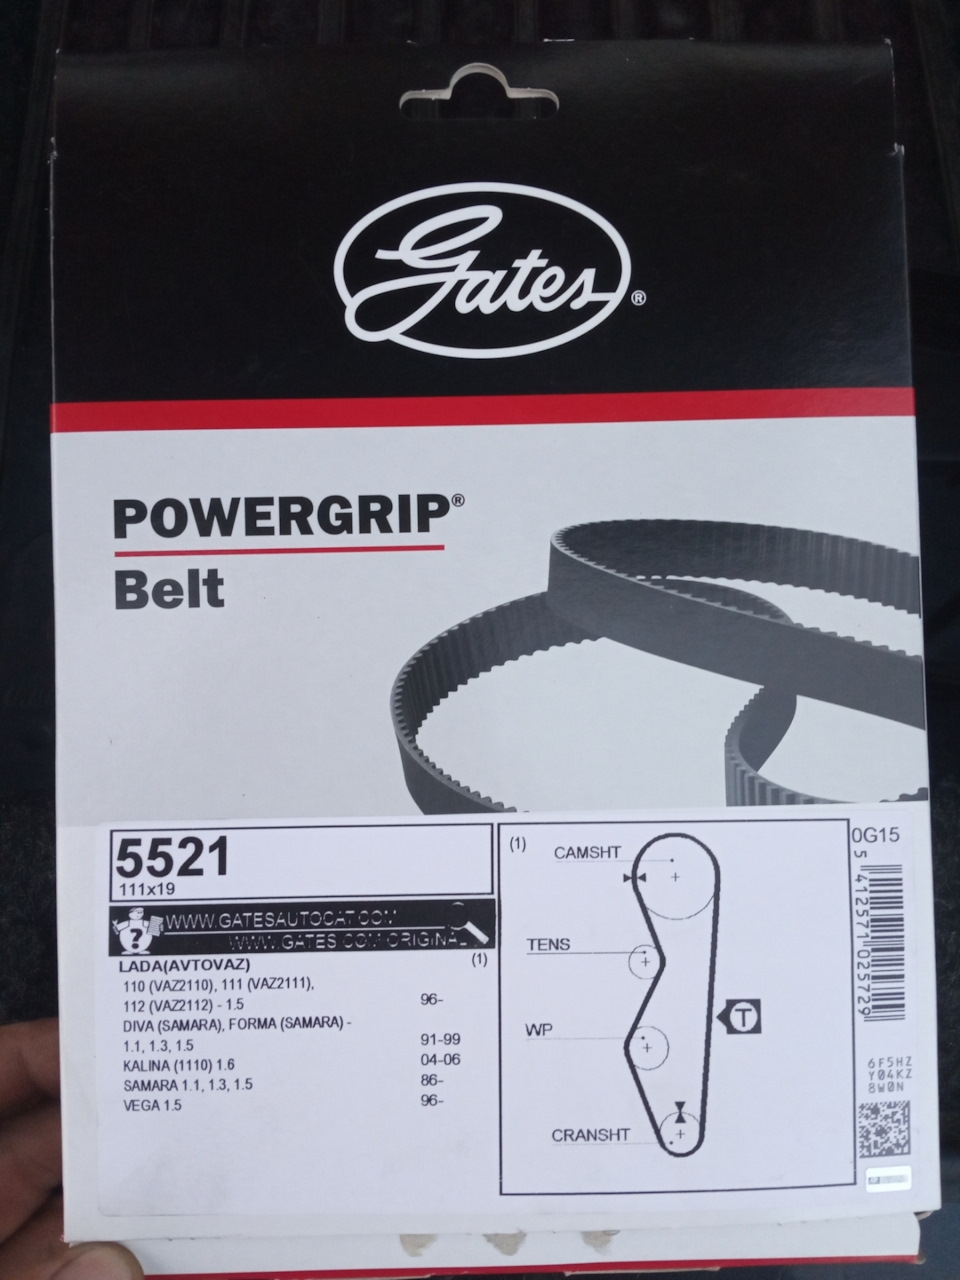 Gates®
POWERGRIP®
Belt
5521
111x19
WWW.GATESAUTOCAT.COM
WWW.GATES COM ORIGINAL
LADA(AVTOVAZ) (1)
110 (VAZ2110), 111 (VAZ2111),
112 (VAZ2112) - 1.5 96-
DIVA (SAMARA), FORMA (SAMARA) -
1.1, 1.3, 1.5 91-99
KALINA (1110) 1.6 04-06
SAMARA 1.1, 1.3, 1.5 86-
VEGA 1.5 96-
(1)
CAMSHT
TENS
WP
CRANSHT
T
0G15
5 412571 025729
6F5HZ
Y04KZ
8W0N